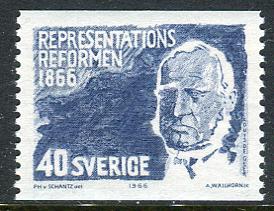 REPRESENTATIONS
REFORMEN
1866
40 SVERIGE
PH v SCHANTZ del
1966
A. WALLHORN SC